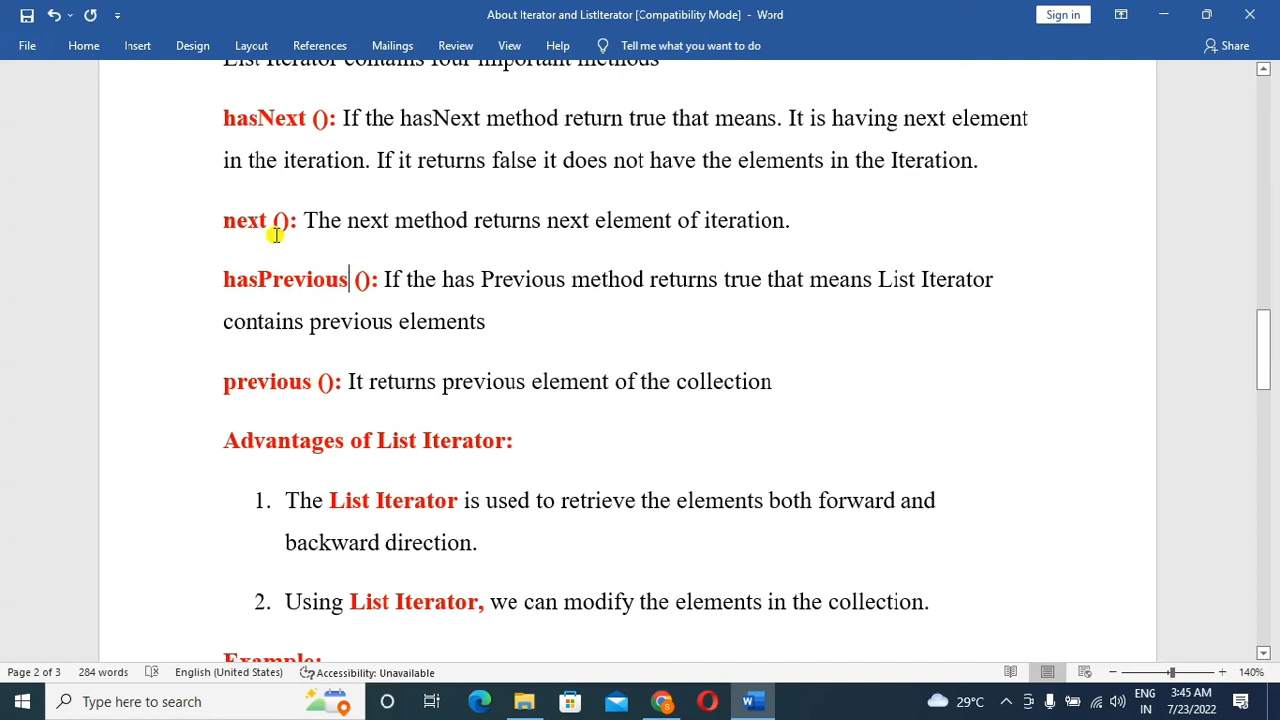 About Iterator and ListIterator [Compatibility Mode] - Word
Sign in
File Home Insert Design Layout References Mailings Review View Help Tell me what you want to do Share
List Iterator contains four important methods
hasNext (): If the hasNext method return true that means. It is having next element
in the iteration. If it returns false it does not have the elements in the Iteration.
next (): The next method returns next element of iteration.
hasPrevious (): If the has Previous method returns true that means List Iterator
contains previous elements
previous (): It returns previous element of the collection
Advantages of List Iterator:
1. The List Iterator is used to retrieve the elements both forward and
backward direction.
2. Using List Iterator, we can modify the elements in the collection.
Example:
Page 2 of 3 284 words English (United States) Accessibility: Unavailable 140%
Type here to search
29°C
ENG
IN
3:45 AM
7/23/2022